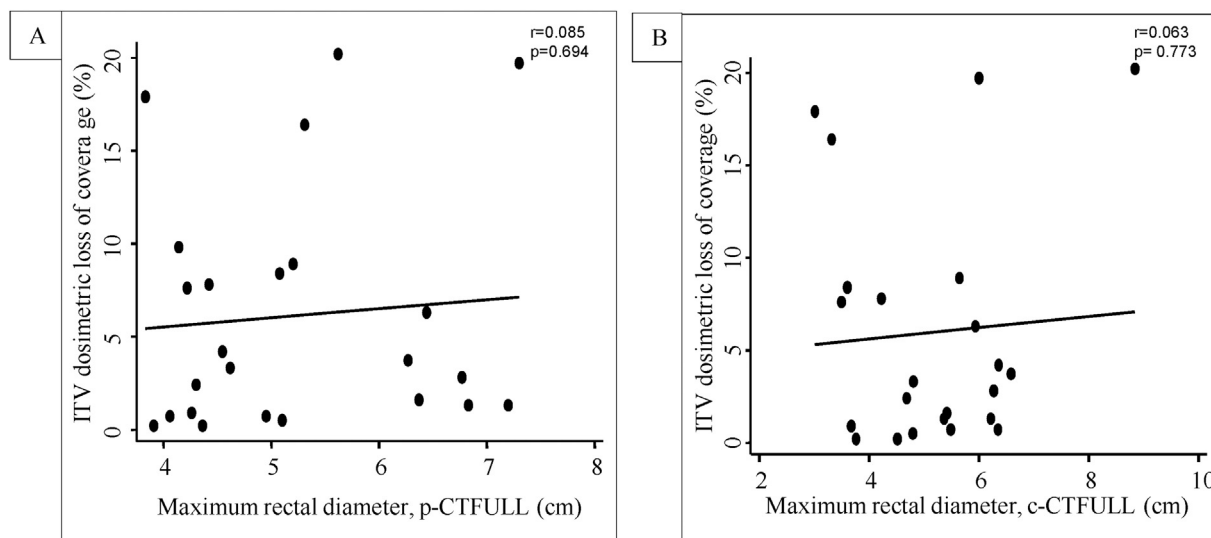 A
r=0.085
p=0.694
ITV dosimetric loss of covera ge (%)
20
15
10
5
0
4 5 6 7 8
Maximum rectal diameter, p-CTFULL (cm)
B
r=0.063
p= 0.773
ITV dosimetric loss of coverage (%)
20
15
10
5
0
2 4 6 8 10
Maximum rectal diameter, c-CTFULL (cm)